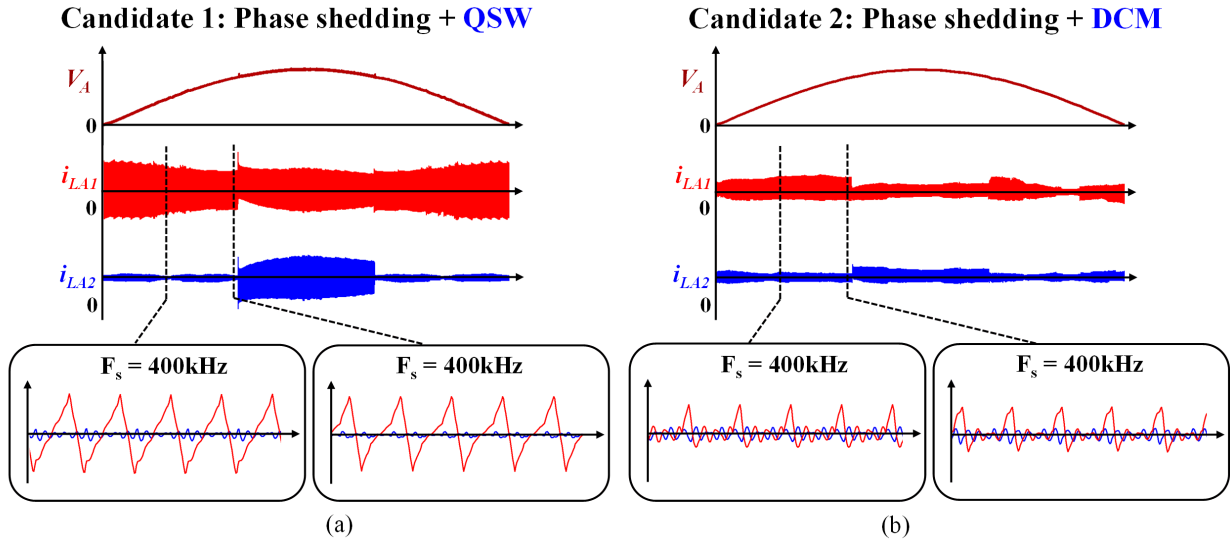 Candidate 1: Phase shedding + QSW
V_A
0
i_LA1
0
i_LA2
0
F_s = 400kHz
F_s = 400kHz
(a)
Candidate 2: Phase shedding + DCM
V_A
0
i_LA1
0
i_LA2
0
F_s = 400kHz
F_s = 400kHz
(b)